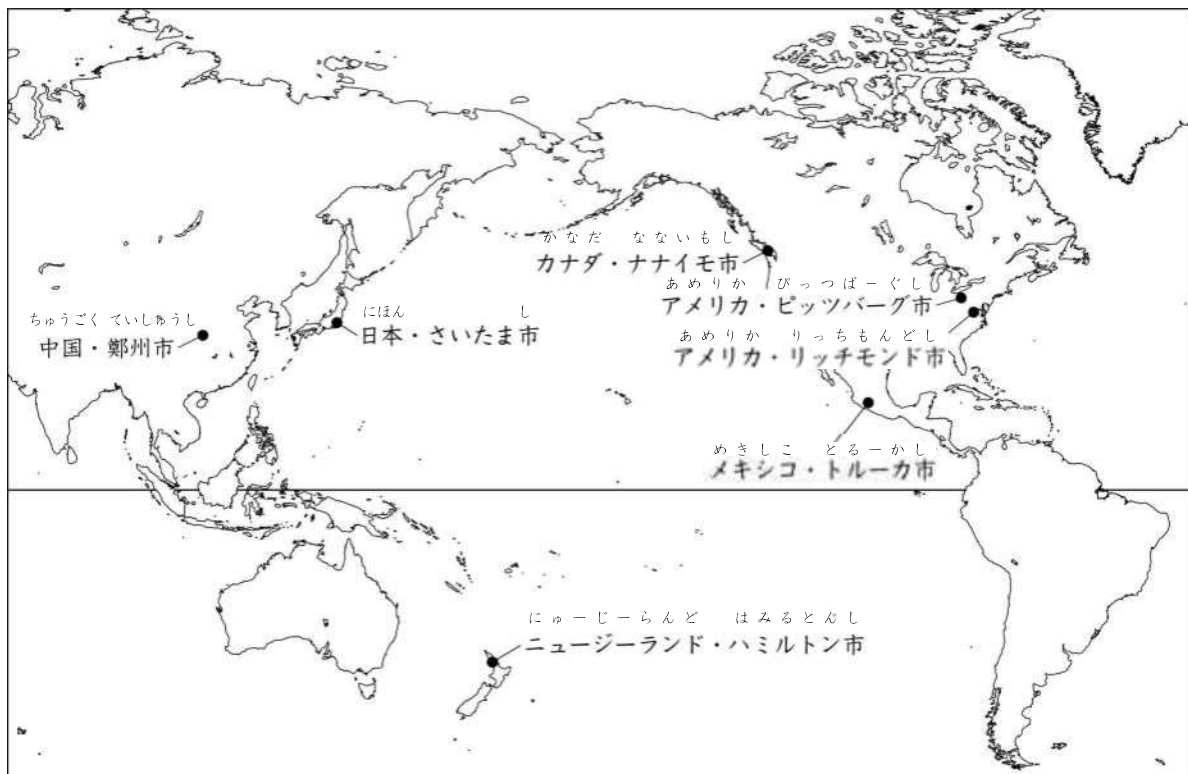 かなだ なないもし
カナダ・ナナイモ市
あめりか ぴっつばーぐし
アメリカ・ピッツバーグ市
ちゅうごく ていしゅうし
中国・鄭州市
にほん し
日本・さいたま市
あめりか りっちもんどし
アメリカ・リッチモンド市
めきしこ とるーかし
メキシコ・トルーカ市
にゅーじーらんど はみるとんし
ニュージーランド・ハミルトン市